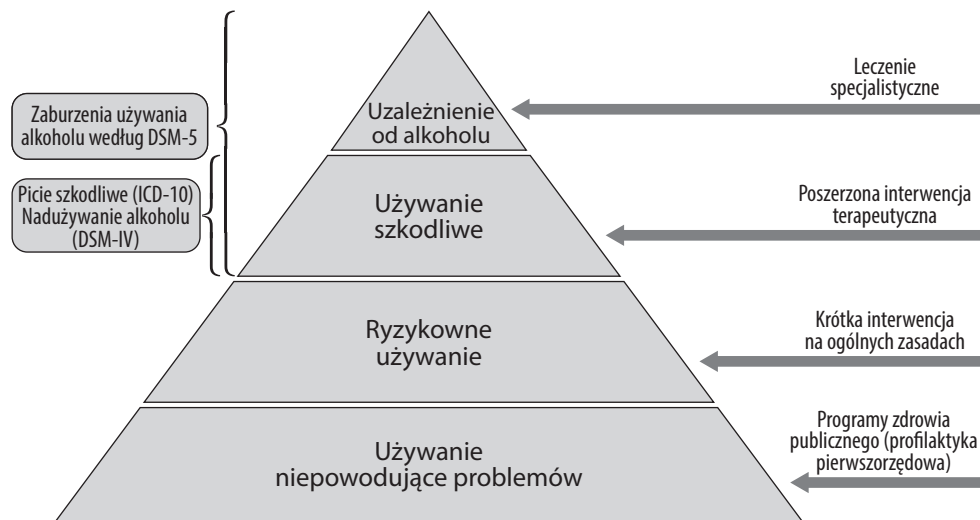 Leczenie
specjalistyczne
Uzależnienie
od alkoholu
Zaburzenia używania
alkoholu według DSM-5
Picie szkodliwe (ICD-10)
Nadużywanie alkoholu
(DSM-IV)
Używanie
szkodliwe
Poszerzona interwencja
terapeutyczna
Ryzykowne
używanie
Krótka interwencja
na ogólnych zasadach
Używanie
niepowodujące problemów
Programy zdrowia
publicznego (profilaktyka
pierwszorzędowa)